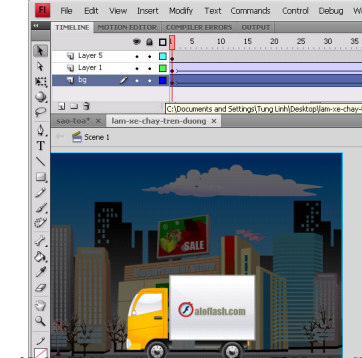 FL File Edit View Insert Modify Text Commands Control Debug
TIMELINE MOTION EDITOR COMPILER ERRORS OUTPUT
5 10 15 20 25 30 35
Layer 5
Layer 1
bg
C:\Documents and Settings\Tung Linh\Desktop\lam-xe-chay-t
sao-toa* × lam-xe-chay-tren-duong ×
Scene 1
SALE
Department Store
aloflash.com